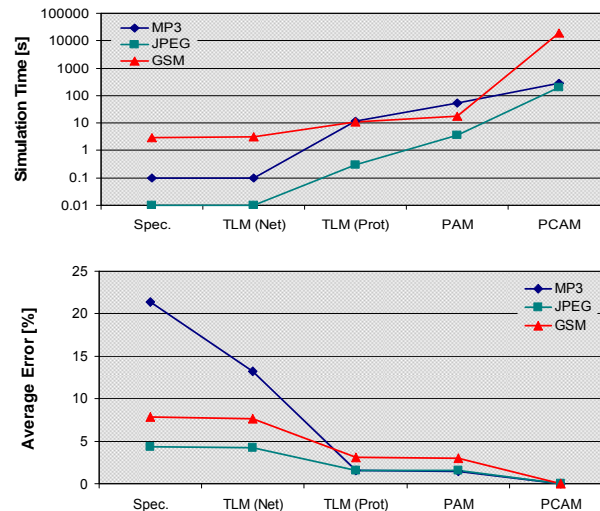 100000
10000
1000
100
10
1
0.1
0.01
Simulation Time [s]
MP3
JPEG
GSM
Spec.
TLM (Net)
TLM (Prot)
PAM
PCAM
25
20
15
10
5
0
Average Error [%]
MP3
JPEG
GSM
Spec.
TLM (Net)
TLM (Prot)
PAM
PCAM